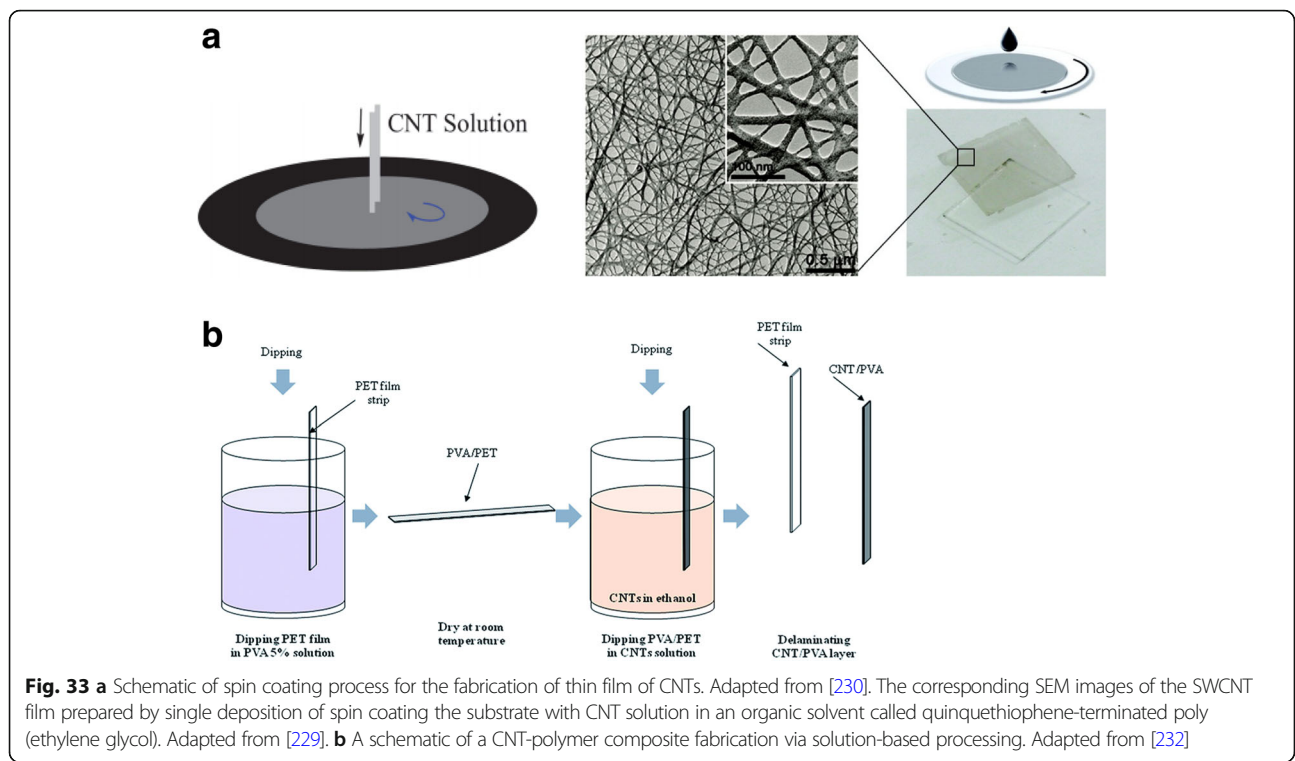 a
CNT Solution
100 nm
0.5 µm
b
Dipping
PET film
strip
PVA/PET
Dipping
PET film
strip
CNT/PVA
CNTs in ethanol
Dipping PET film
in PVA 5% solution
Dry at room
temperature
Dipping PVA/PET
in CNTs solution
Delaminating
CNT/PVA layer
Fig. 33 a Schematic of spin coating process for the fabrication of thin film of CNTs. Adapted from [230]. The corresponding SEM images of the SWCNT
film prepared by single deposition of spin coating the substrate with CNT solution in an organic solvent called quinquethiophene-terminated poly
(ethylene glycol). Adapted from [229]. b A schematic of a CNT-polymer composite fabrication via solution-based processing. Adapted from [232]